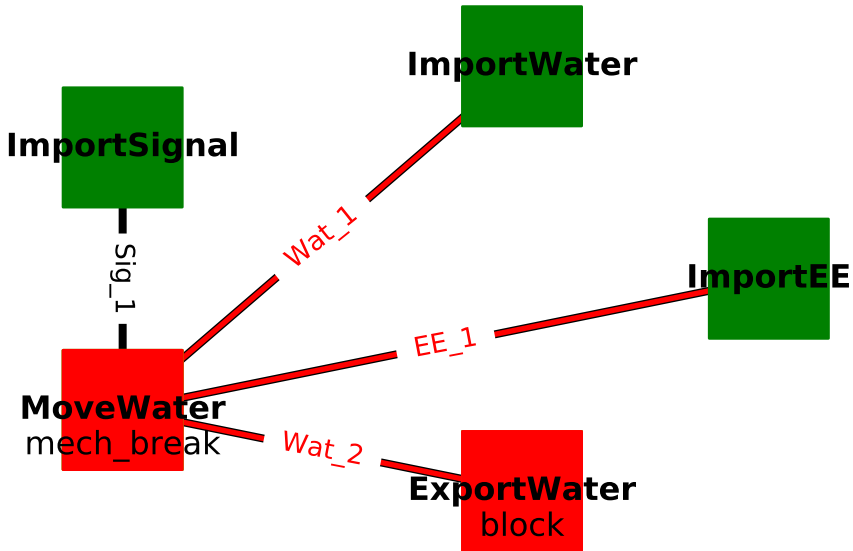 ImportWater
ImportSignal
Wat_1
Sig_1
ImportEE
EE_1
MoveWater
mech_break
Wat_2
ExportWater
block